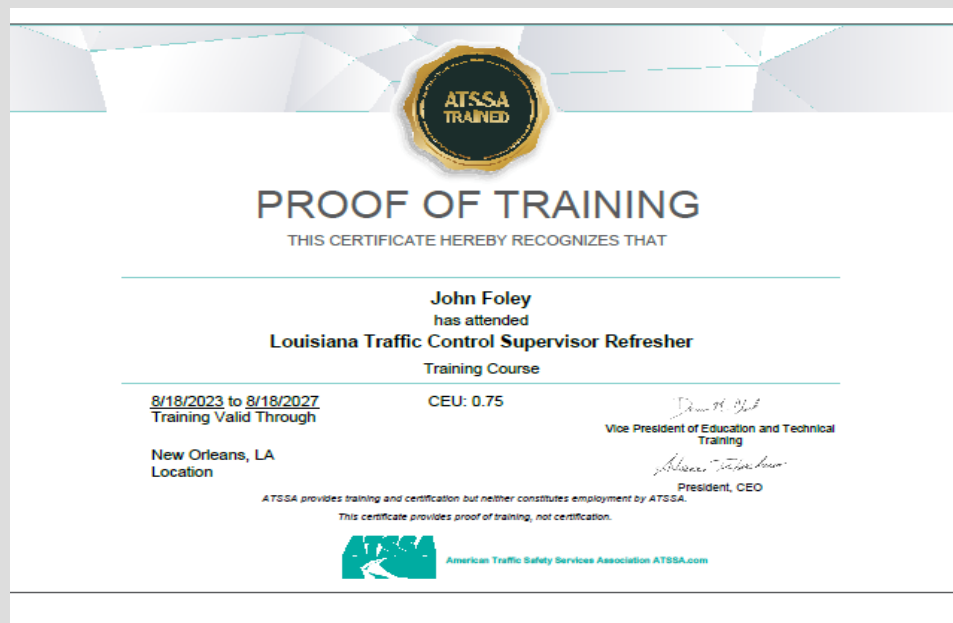 ATSSA
TRAINED
PROOF OF TRAINING
THIS CERTIFICATE HEREBY RECOGNIZES THAT
John Foley
has attended
Louisiana Traffic Control Supervisor Refresher
Training Course
8/18/2023 to 8/18/2027
Training Valid Through
CEU: 0.75
Vice President of Education and Technical
Training
New Orleans, LA
Location
President, CEO
ATSSA provides training and certification but neither constitutes employment by ATSSA.
This certificate provides proof of training, not certification.
ATSSA
American Traffic Safety Services Association ATSSA.com